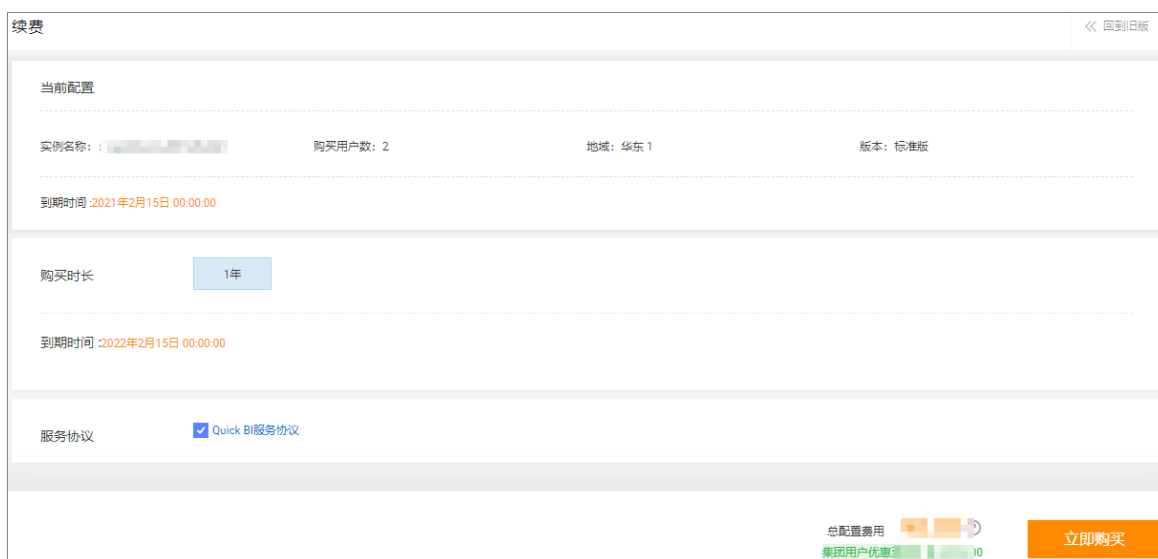 续费
回到旧版
当前配置
实例名称：:
购买用户数：2
地域：华东 1
版本：标准版
到期时间 :2021年2月15日 00:00:00
购买时长
1年
到期时间 :2022年2月15日 00:00:00
服务协议
Quick BI服务协议
总配置费用
立即购买
集团用户优惠